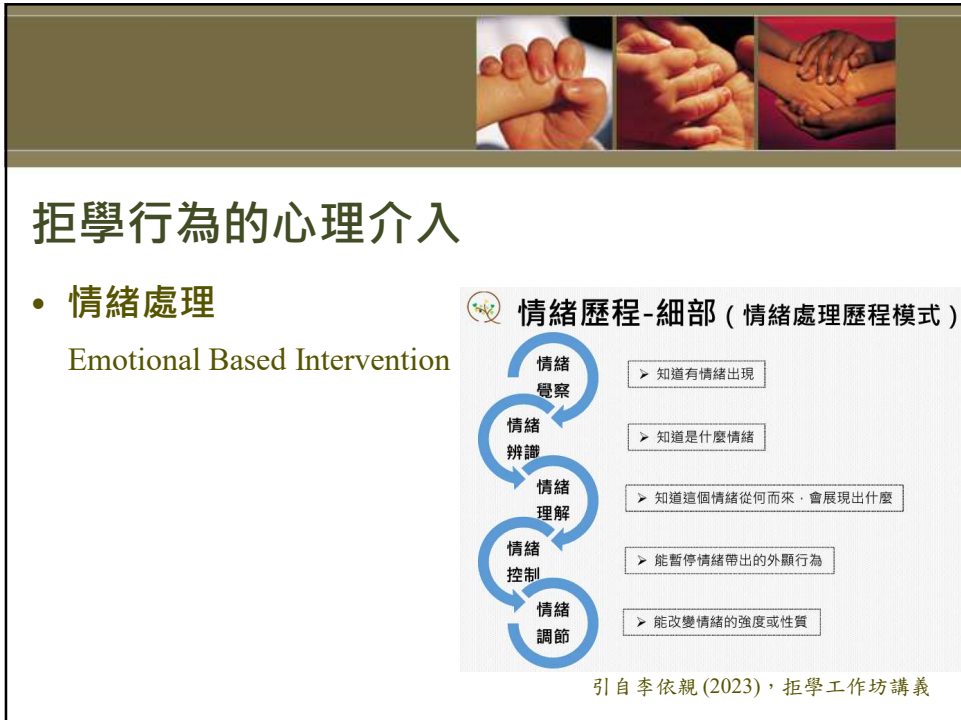 拒學行為的心理介入
• 情緒處理
Emotional Based Intervention
情緒歷程-細部（情緒處理歷程模式）
情緒
覺察
➢ 知道有情緒出現
情緒
辨識
➢ 知道是什麼情緒
情緒
理解
➢ 知道這個情緒從何而來，會展現出什麼
情緒
控制
➢ 能暫停情緒帶出的外顯行為
情緒
調節
➢ 能改變情緒的強度或性質
引自李依親 (2023)，拒學工作坊講義